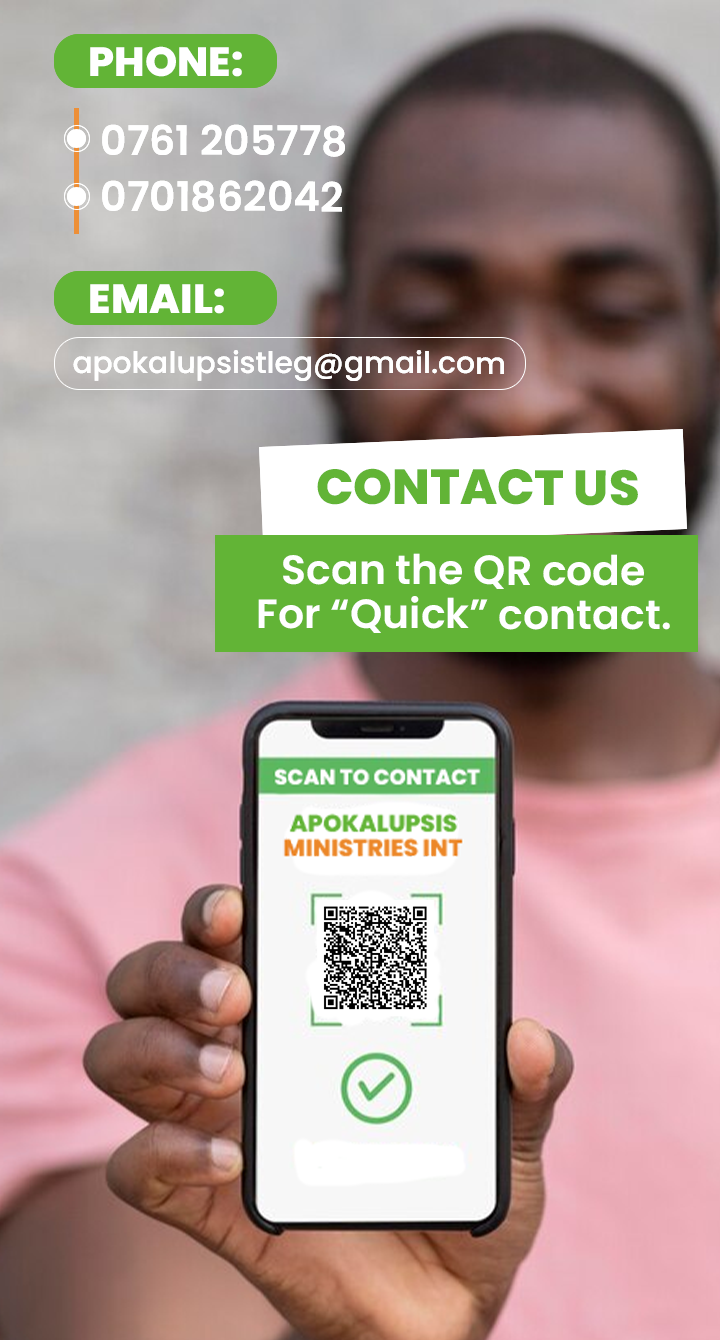 PHONE:
0761 205778
0701862042
EMAIL:
apokalupsistleg@gmail.com
CONTACT US
Scan the QR code
For “Quick” contact.
SCAN TO CONTACT
APOKALUPSIS
MINISTRIES INT